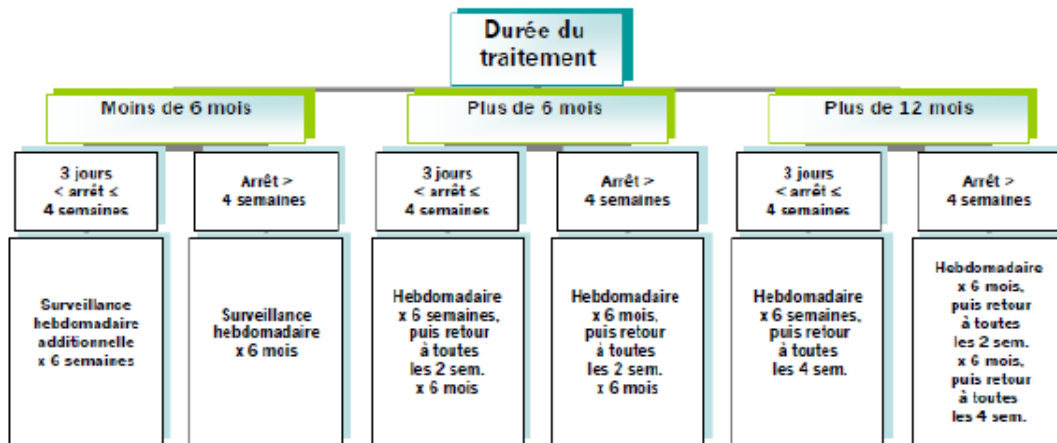 Durée du
traitement
Moins de 6 mois
Plus de 6 mois
Plus de 12 mois
3 jours
< arrêt ≤
4 semaines
Arrêt >
4 semaines
3 jours
< arrêt ≤
4 semaines
Arrêt >
4 semaines
3 jours
< arrêt ≤
4 semaines
Arrêt >
4 semaines
Surveillance
hebdomadaire
additionnelle
x 6 semaines
Surveillance
hebdomadaire
x 6 mois
Hebdomadaire
x 6 semaines,
puis retour
à toutes
les 2 sem.
x 6 mois
Hebdomadaire
x 6 mois,
puis retour
à toutes
les 2 sem.
x 6 mois
Hebdomadaire
x 6 semaines,
puis retour
à toutes
les 4 sem.
Hebdomadaire
x 6 mois,
puis retour
à toutes
les 2 sem.
x 6 mois,
puis retour
à toutes
les 4 sem.